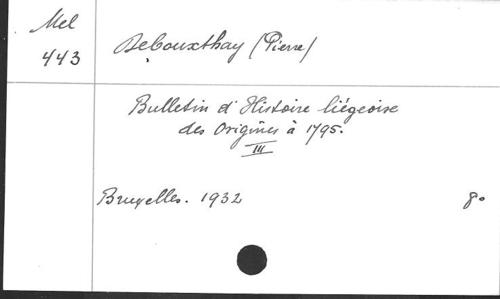 Mel
443
Debouxthay (Pierre)
Bulletin d'Histoire liégeoise
des Origines à 1795.
III
Bruxelles. 1932
8°